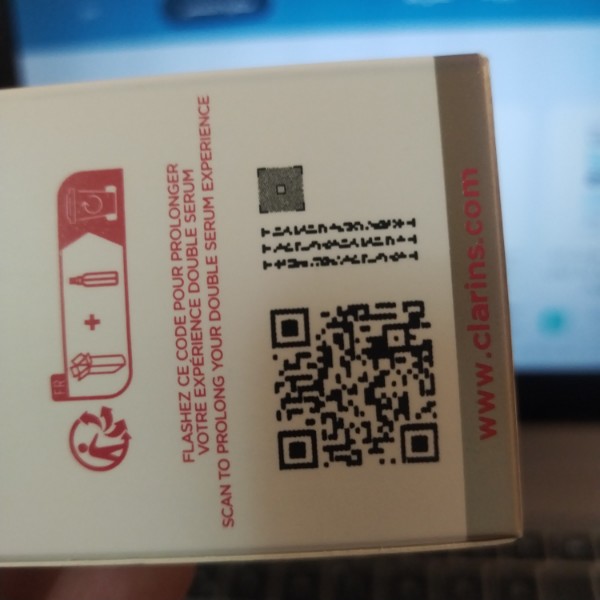 FR
FLASHEZ CE CODE POUR PROLONGER
VOTRE EXPÉRIENCE DOUBLE SERUM
SCAN TO PROLONG YOUR DOUBLE SERUM EXPERIENCE
www.clarins.com